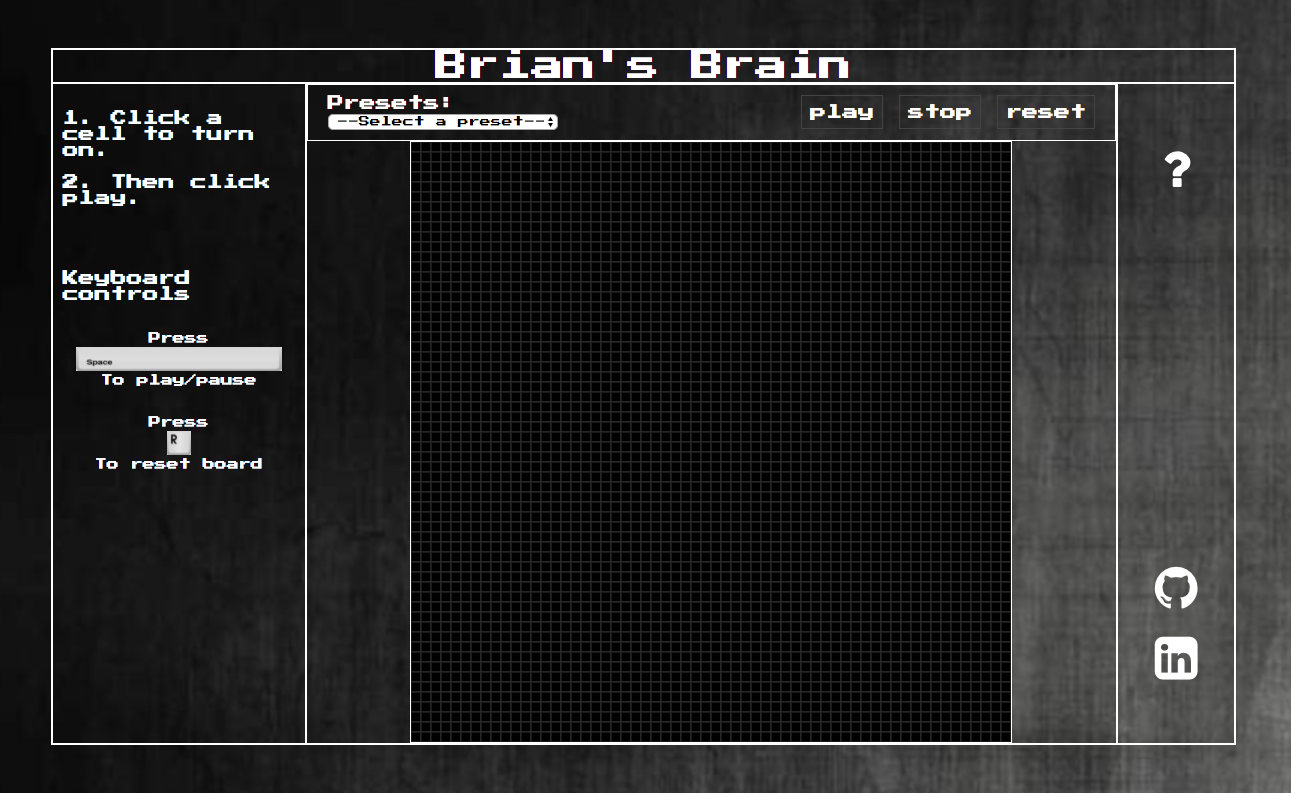 Brian's Brain
1. Click a
cell to turn
on.
2. Then click
play.
Keyboard
controls
Press
Space
To play/pause
Press
R
To reset board
Presets:
--Select a preset--
play
stop
reset
?
in